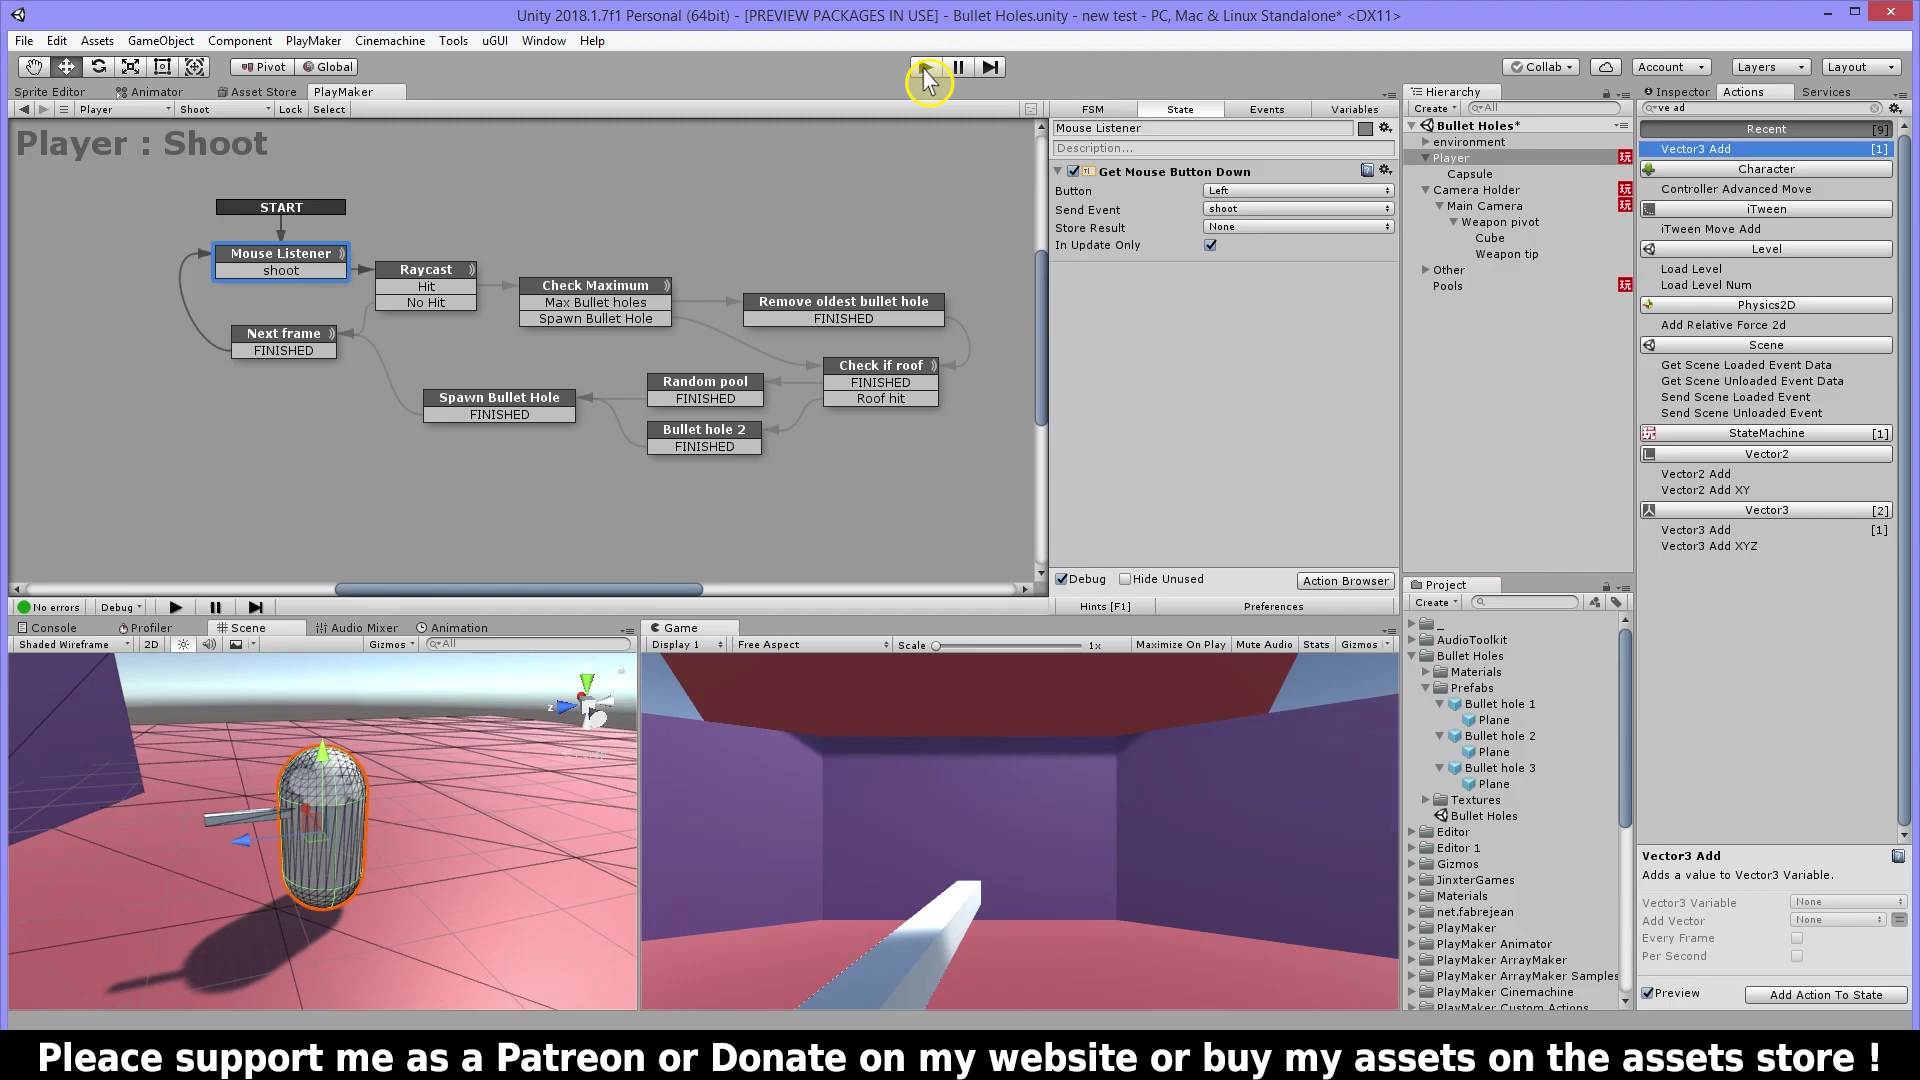 Unity 2018.1.7f1 Personal (64bit) - [PREVIEW PACKAGES IN USE] - Bullet Holes.unity - new test - PC, Mac & Linux Standalone* <DX11>
File Edit Assets GameObject Component PlayMaker Cinemachine Tools uGUI Window Help
Pivot Global Collab Account Layers Layout
Sprite Editor Animator Asset Store PlayMaker
Player Shoot Lock Select
Player : Shoot
START
Mouse Listener
shoot
Raycast
Hit
No Hit
Check Maximum
Max Bullet holes
Spawn Bullet Hole
Remove oldest bullet hole
FINISHED
Next frame
FINISHED
Check if roof
FINISHED
Roof hit
Random pool
FINISHED
Spawn Bullet Hole
FINISHED
Bullet hole 2
FINISHED
No errors Debug
FSM State Events Variables
Mouse Listener
Description...
Get Mouse Button Down
Button Left
Send Event shoot
Store Result None
In Update Only
Debug Hide Unused Action Browser
Hints [F1] Preferences
Hierarchy
Create All
Bullet Holes*
environment
Player
Capsule
Camera Holder
Main Camera
Weapon pivot
Cube
Weapon tip
Other
Pools
Inspector Actions Services
ve ad
Recent [9]
Vector3 Add [1]
Character
Controller Advanced Move
iTween
iTween Move Add
Level
Load Level
Load Level Num
Physics2D
Add Relative Force 2d
Scene
Get Scene Loaded Event Data
Get Scene Unloaded Event Data
Send Scene Loaded Event
Send Scene Unloaded Event
StateMachine [1]
Vector2
Vector2 Add
Vector2 Add XY
Vector3 [2]
Vector3 Add [1]
Vector3 Add XYZ
Vector3 Add
Adds a value to Vector3 Variable.
Vector3 Variable None
Add Vector None
Every Frame
Per Second
Preview Add Action To State
Project
Create
_
AudioToolkit
Bullet Holes
Materials
Prefabs
Bullet hole 1
Plane
Bullet hole 2
Plane
Bullet hole 3
Plane
Textures
Bullet Holes
Editor
Editor 1
Gizmos
JinxterGames
Materials
net.fabrejean
PlayMaker
PlayMaker Animator
PlayMaker ArrayMaker
PlayMaker ArrayMaker Samples
PlayMaker Cinemachine
PlayMaker Custom Actions
Console Profiler Scene Audio Mixer Animation
Shaded Wireframe 2D Gizmos All
z
Game
Display 1 Free Aspect Scale 1x Maximize On Play Mute Audio Stats Gizmos
Pleace support me as a Patreon or Donate on my website or buy my assets on the assets store !